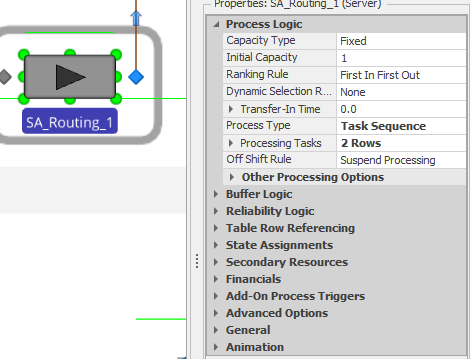 SA_Routing_1
Properties: SA_Routing_1 (Server)
Process Logic
Capacity Type Fixed
Initial Capacity 1
Ranking Rule First In First Out
Dynamic Selection R... None
Transfer-In Time 0.0
Process Type Task Sequence
Processing Tasks 2 Rows
Off Shift Rule Suspend Processing
Other Processing Options
Buffer Logic
Reliability Logic
Table Row Referencing
State Assignments
Secondary Resources
Financials
Add-On Process Triggers
Advanced Options
General
Animation